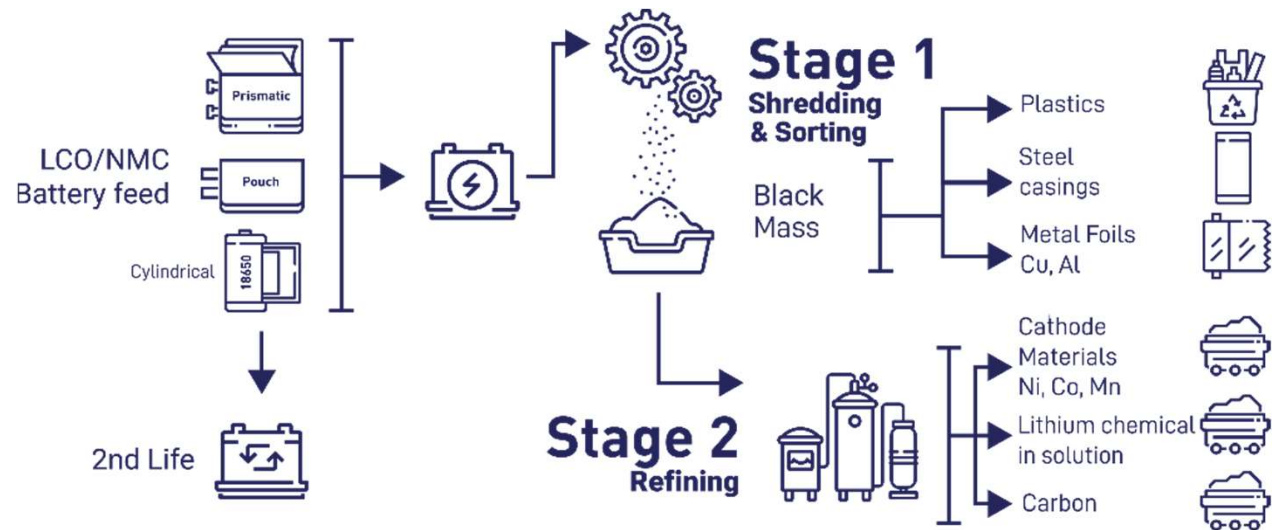 Prismatic
LCO/NMC
Battery feed
Pouch
Cylindrical
18650
2nd Life
Stage 1
Shredding
& Sorting
Black
Mass
Plastics
Steel
casings
Metal Foils
Cu, Al
Stage 2
Refining
Cathode
Materials
Ni, Co, Mn
Lithium chemical
in solution
Carbon